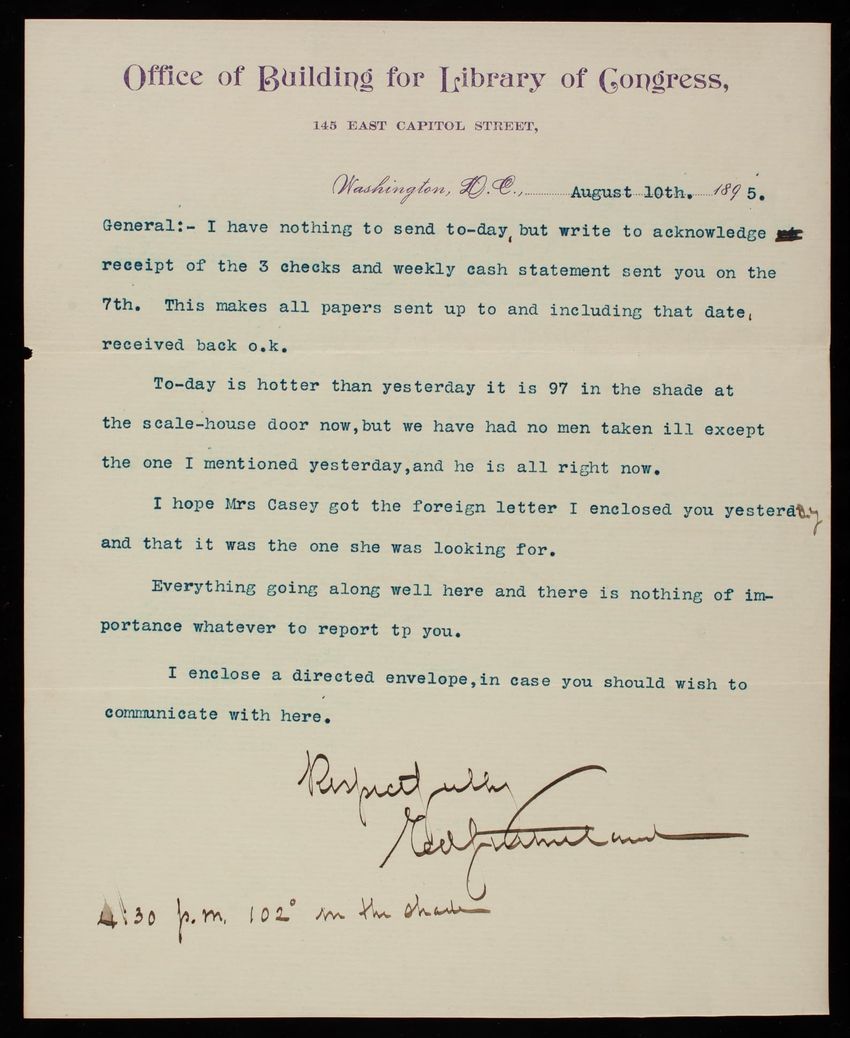 Office of Building for Library of Congress,
145 EAST CAPITOL STREET,
Washington, D.C., August 10th. 1895.
General:- I have nothing to send to-day, but write to acknowledge
receipt of the 3 checks and weekly cash statement sent you on the
7th. This makes all papers sent up to and including that date,
received back o.k.
To-day is hotter than yesterday it is 97 in the shade at
the scale-house door now,but we have had no men taken ill except
the one I mentioned yesterday,and he is all right now.
I hope Mrs Casey got the foreign letter I enclosed you yesterday
and that it was the one she was looking for.
Everything going along well here and there is nothing of im-
portance whatever to report tp you.
I enclose a directed envelope,in case you should wish to
communicate with here.
Respectfully
4:30 p.m. 102° in the shade